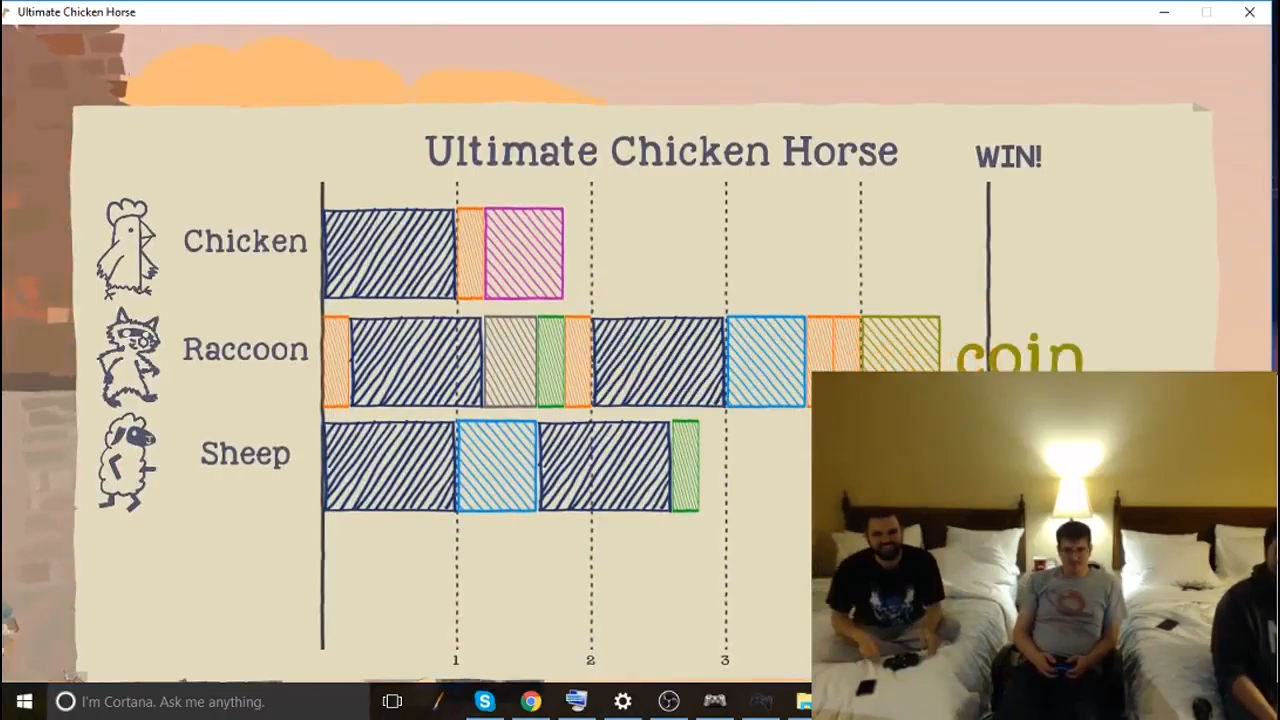 Ultimate Chicken Horse
Ultimate Chicken Horse
WIN!
Chicken
Raccoon
coin
Sheep
1
2
3
I'm Cortana. Ask me anything.